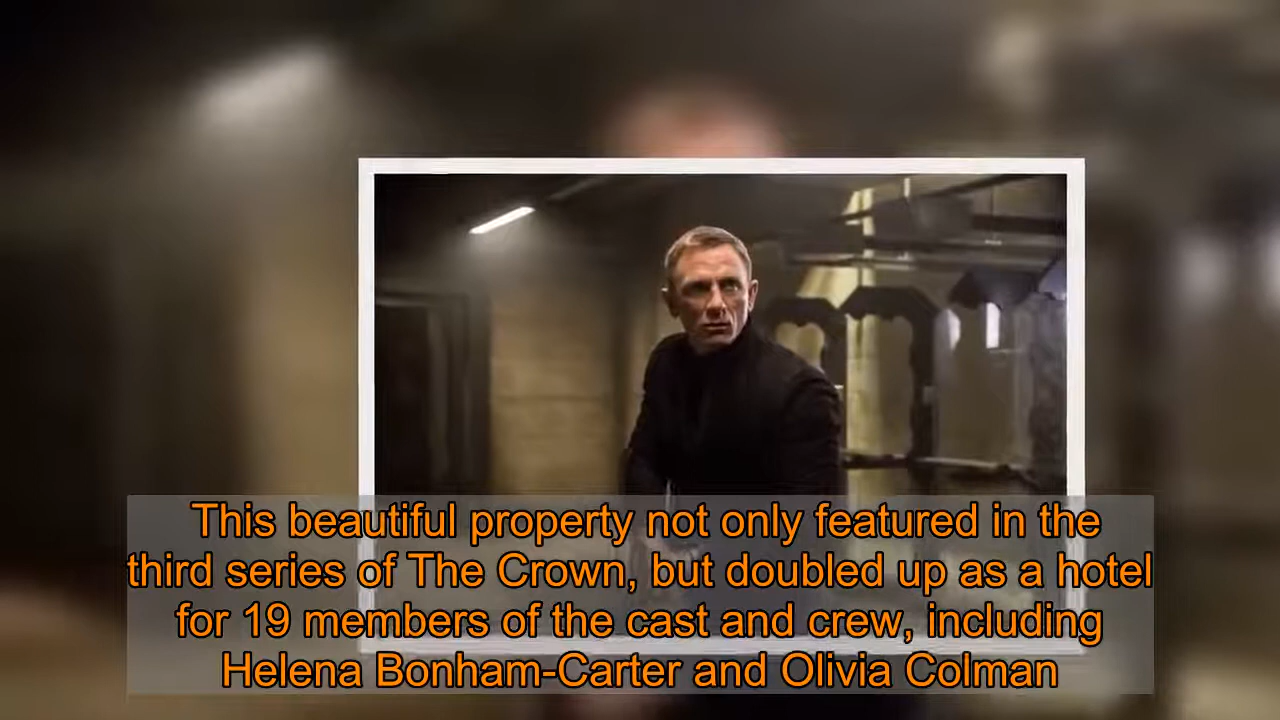 This beautiful property not only featured in the
third series of The Crown, but doubled up as a hotel
for 19 members of the cast and crew, including
Helena Bonham-Carter and Olivia Colman